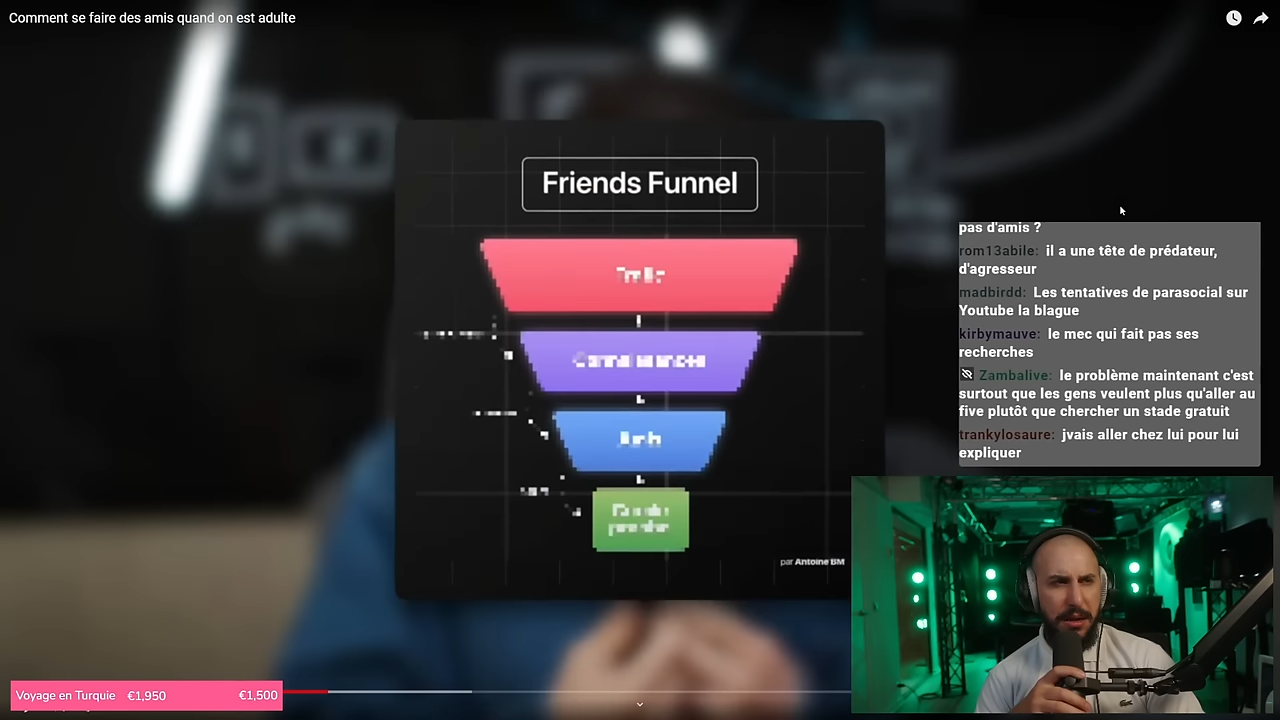 Comment se faire des amis quand on est adulte
Friends Funnel
par Antoine BM
pas d'amis ?
rom13abile: il a une tête de prédateur,
d'agresseur
madbirdd: Les tentatives de parasocial sur
Youtube la blague
kirbymauve: le mec qui fait pas ses
recherches
Zambalive: le problème maintenant c'est
surtout que les gens veulent plus qu'aller au
five plutôt que chercher un stade gratuit
trankylosaure: jvais aller chez lui pour lui
expliquer
Voyage en Turquie €1,950 €1,500